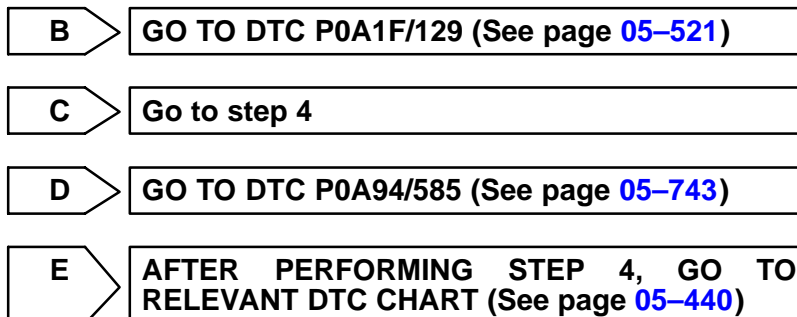 B GO TO DTC P0A1F/129 (See page 05–521)
C Go to step 4
D GO TO DTC P0A94/585 (See page 05–743)
E AFTER PERFORMING STEP 4, GO TO
RELEVANT DTC CHART (See page 05–440)